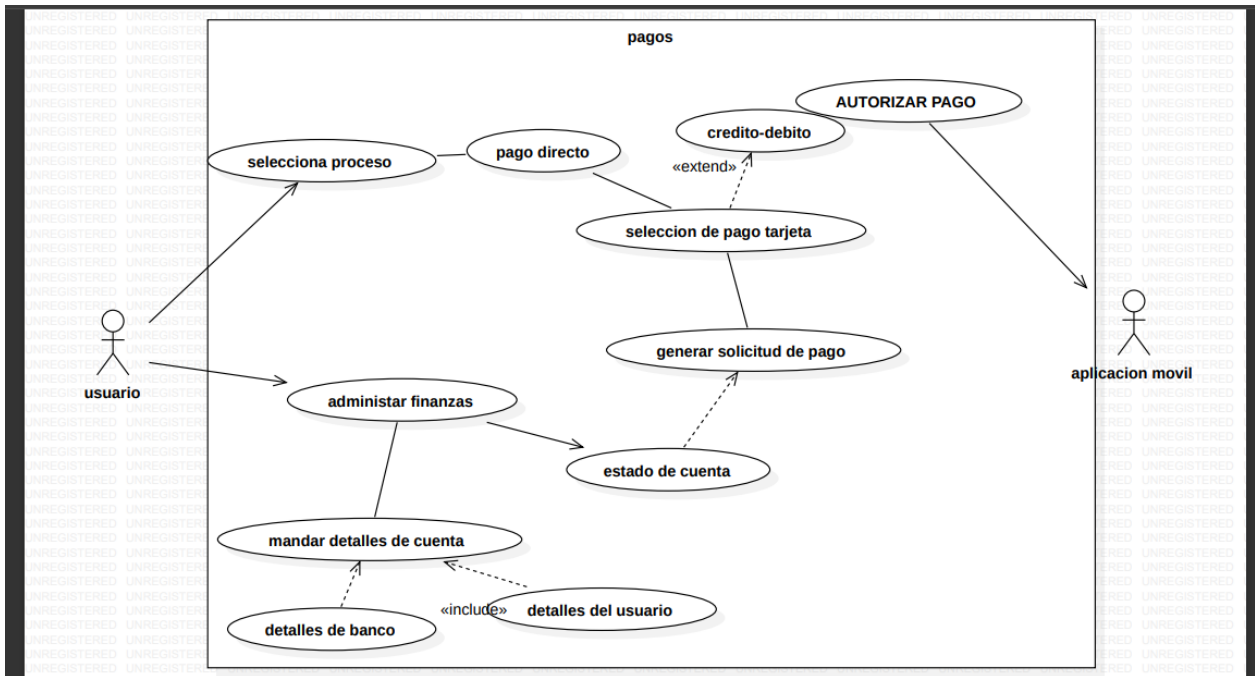 pagos
AUTORIZAR PAGO
credito-debito
pago directo
selecciona proceso
«extend»
seleccion de pago tarjeta
generar solicitud de pago
aplicacion movil
usuario
administar finanzas
estado de cuenta
mandar detalles de cuenta
«include»
detalles del usuario
detalles de banco
UNREGISTERED